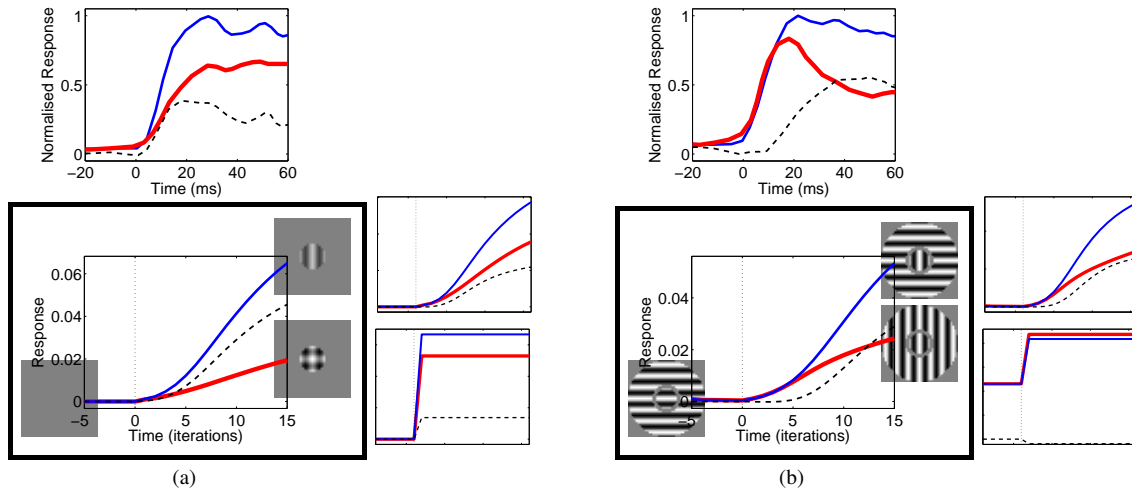 1
0.5
0
Normalised Response
−20 0 20 40 60
Time (ms)
0.06
0.04
0.02
0
Response
−5 0 5 10 15
Time (iterations)
(a)
1
0.5
0
Normalised Response
−20 0 20 40 60
Time (ms)
0.04
0.02
0
Response
−5 0 5 10 15
Time (iterations)
(b)